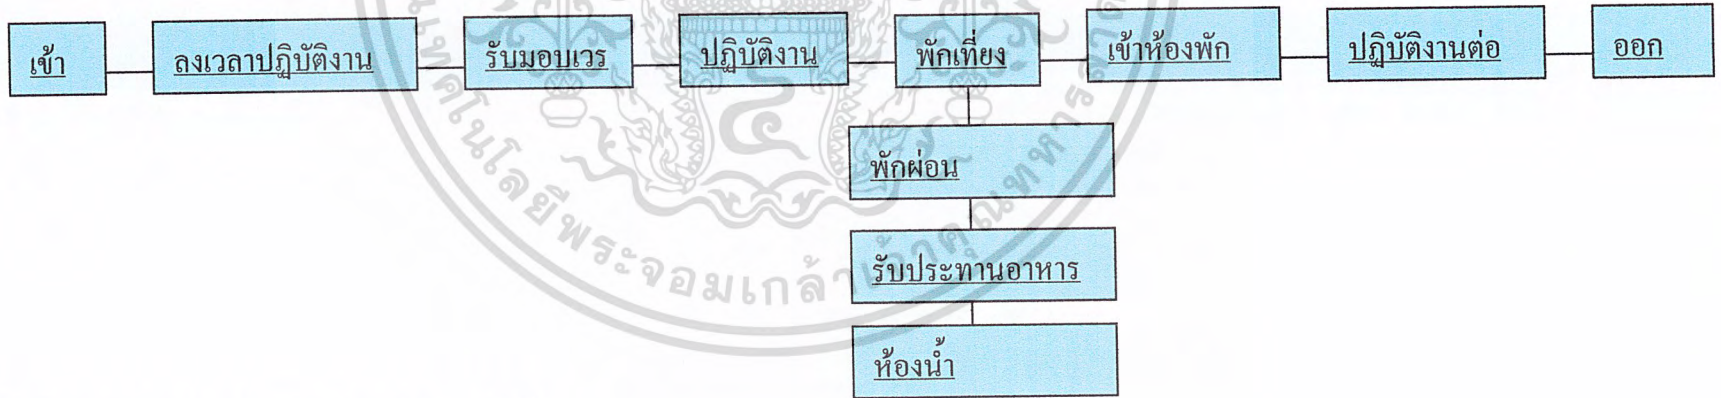 เข้า
ลงเวลาปฏิบัติงาน
รับมอบเวร
ปฏิบัติงาน
พักเที่ยง
เข้าห้องพัก
ปฏิบัติงานต่อ
ออก
พักผ่อน
รับประทานอาหาร
ห้องน้ำ